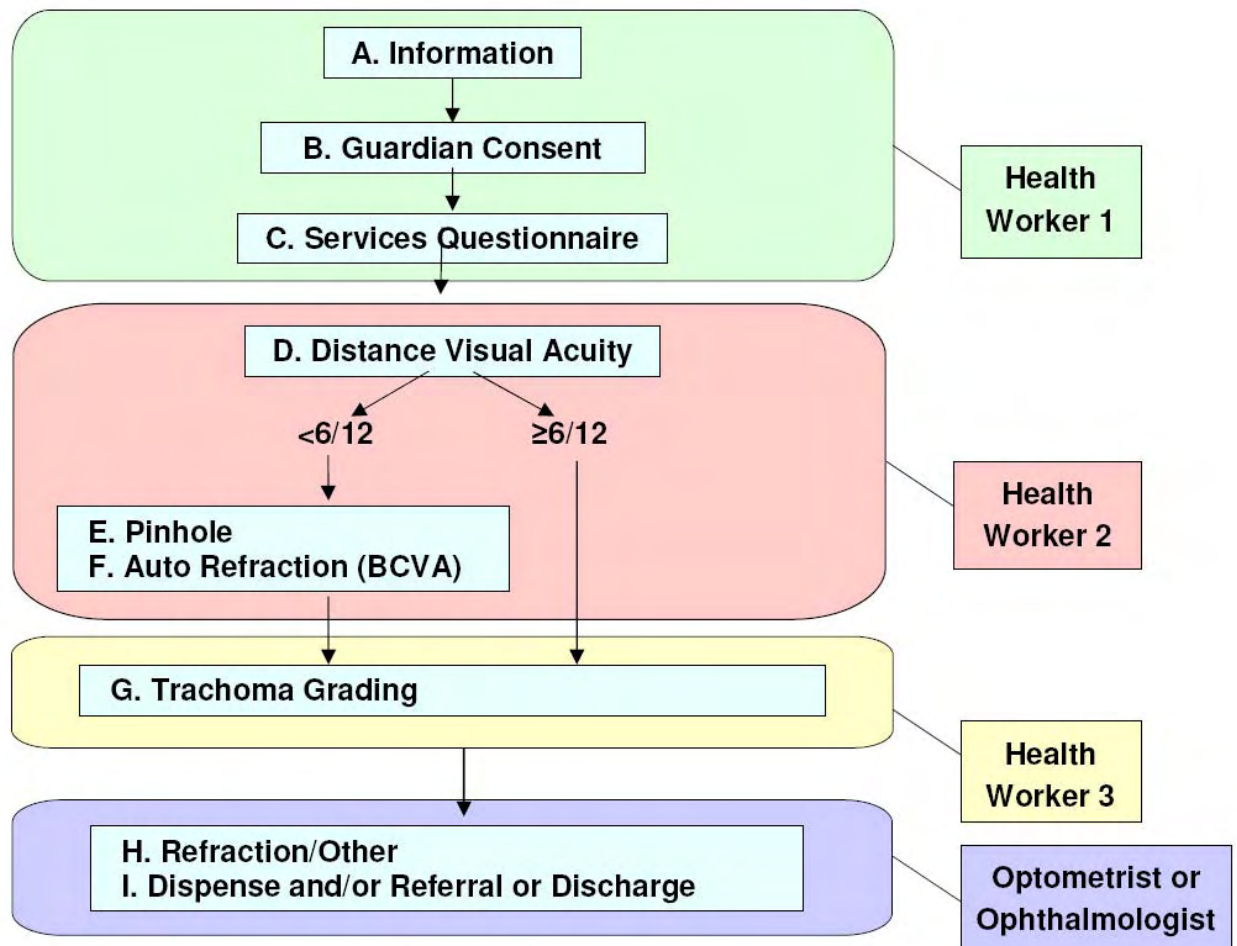 A. Information
B. Guardian Consent
C. Services Questionnaire
Health
Worker 1
D. Distance Visual Acuity
<6/12
≥6/12
E. Pinhole
F. Auto Refraction (BCVA)
Health
Worker 2
G. Trachoma Grading
Health
Worker 3
H. Refraction/Other
I. Dispense and/or Referral or Discharge
Optometrist or
Ophthalmologist